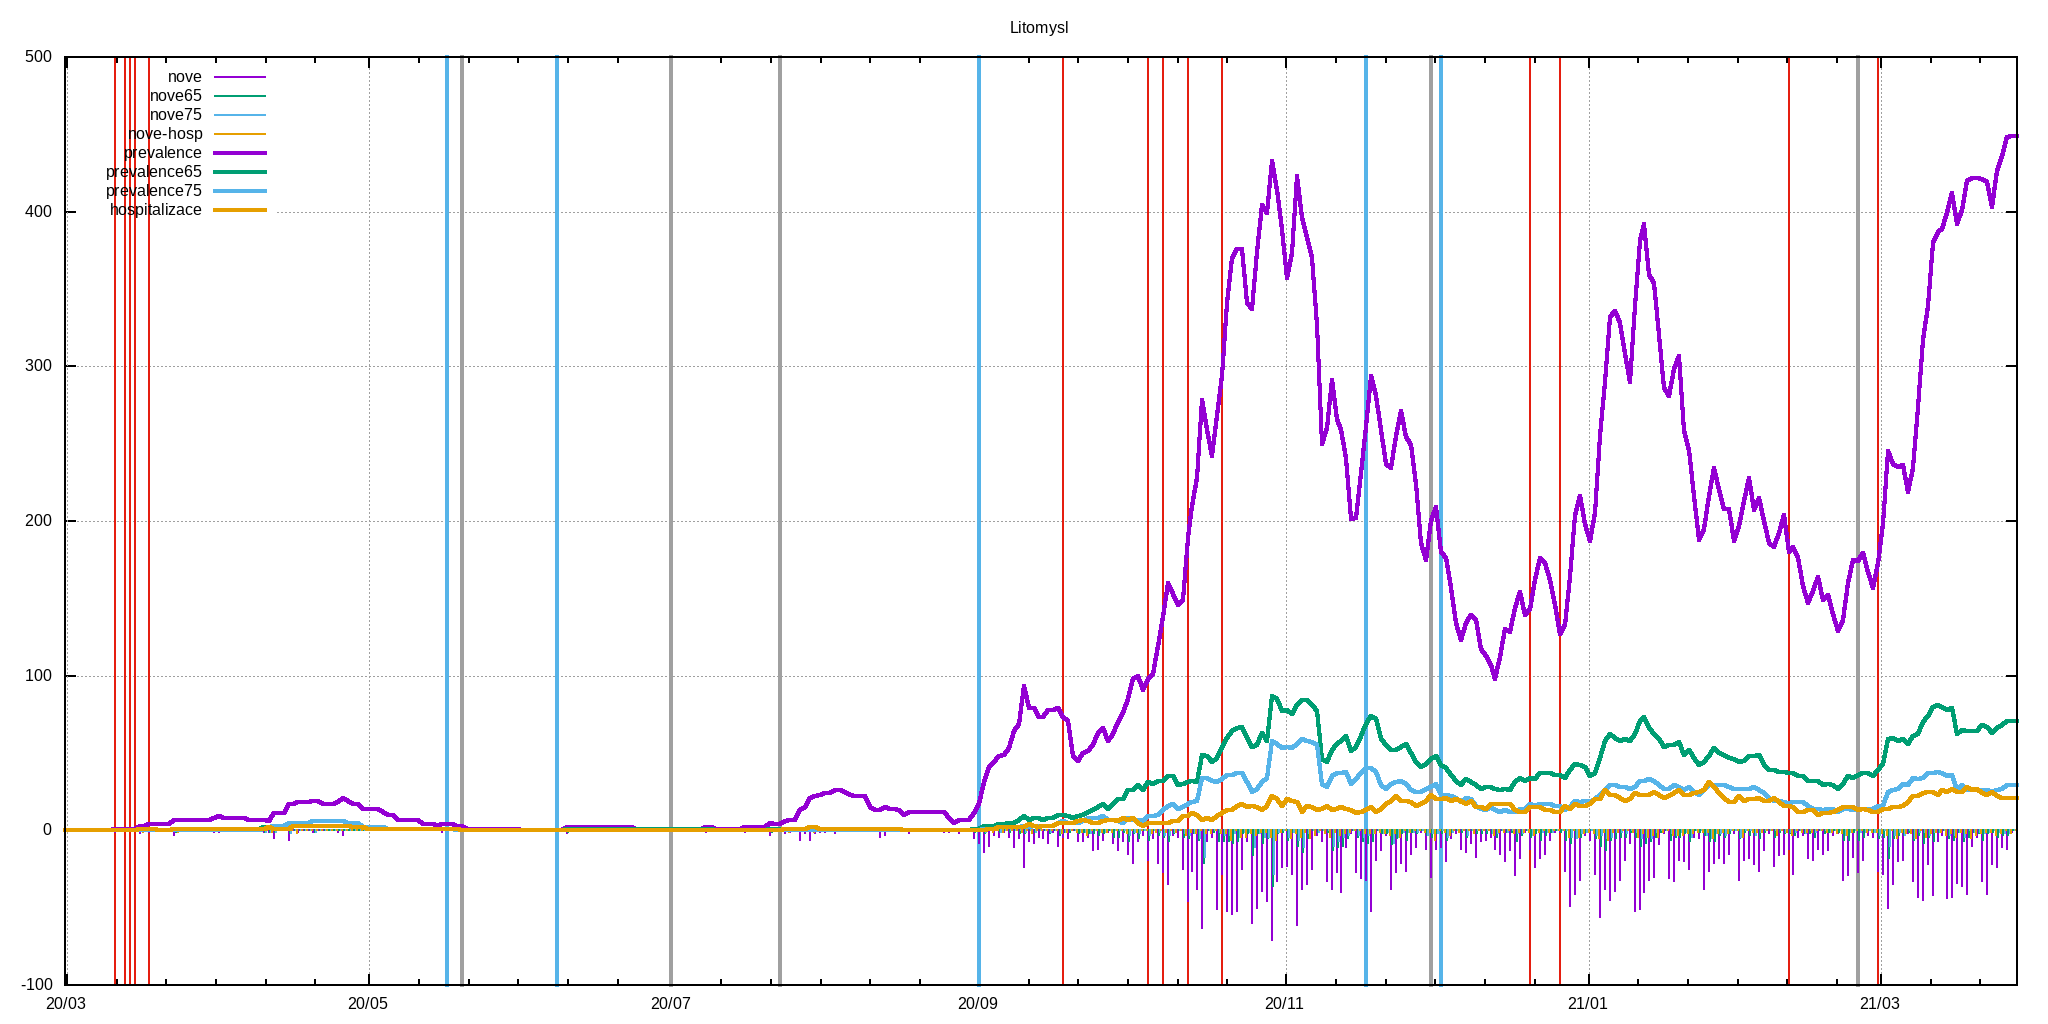 Litomysl
500
nove
nove65
nove75
nove-hosp
prevalence
prevalence65
prevalence75
hospitalizace
400
300
200
100
0
-100
20/03 20/05 20/07 20/09 20/11 21/01 21/03